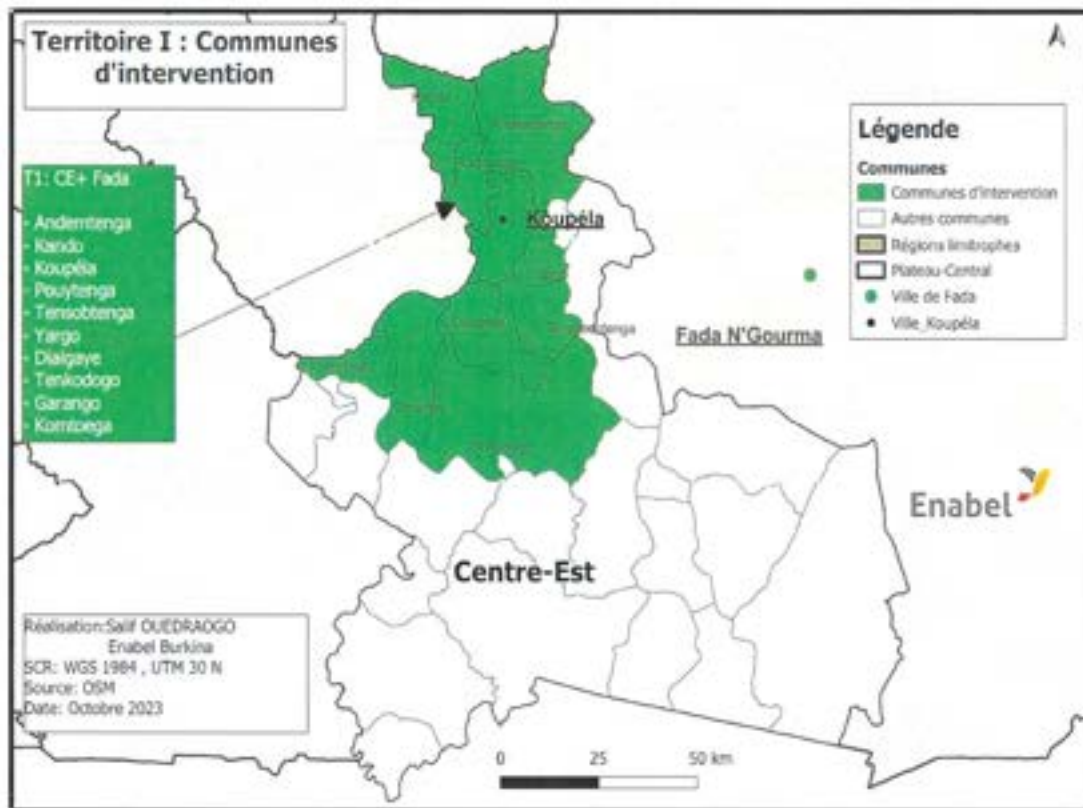 Territoire I : Communes
d'intervention
T1: CE+ Fada
- Andemtenga
- Kando
- Koupéla
- Pouytenga
- Tensobtenga
- Yargo
- Dialgaye
- Tenkodogo
- Garango
- Komtoega
Koupéla
Fada N'Gourma
Centre-Est
Légende
Communes
Communes d'intervention
Autres communes
Régions limitrophes
Plateau-Central
Ville de Fada
Ville_Koupéla
Enabel
Réalisation:Salif OUEDRAOGO
Enabel Burkina
SCR: WGS 1984 , UTM 30 N
Source: OSM
Date: Octobre 2023
0 25 50 km